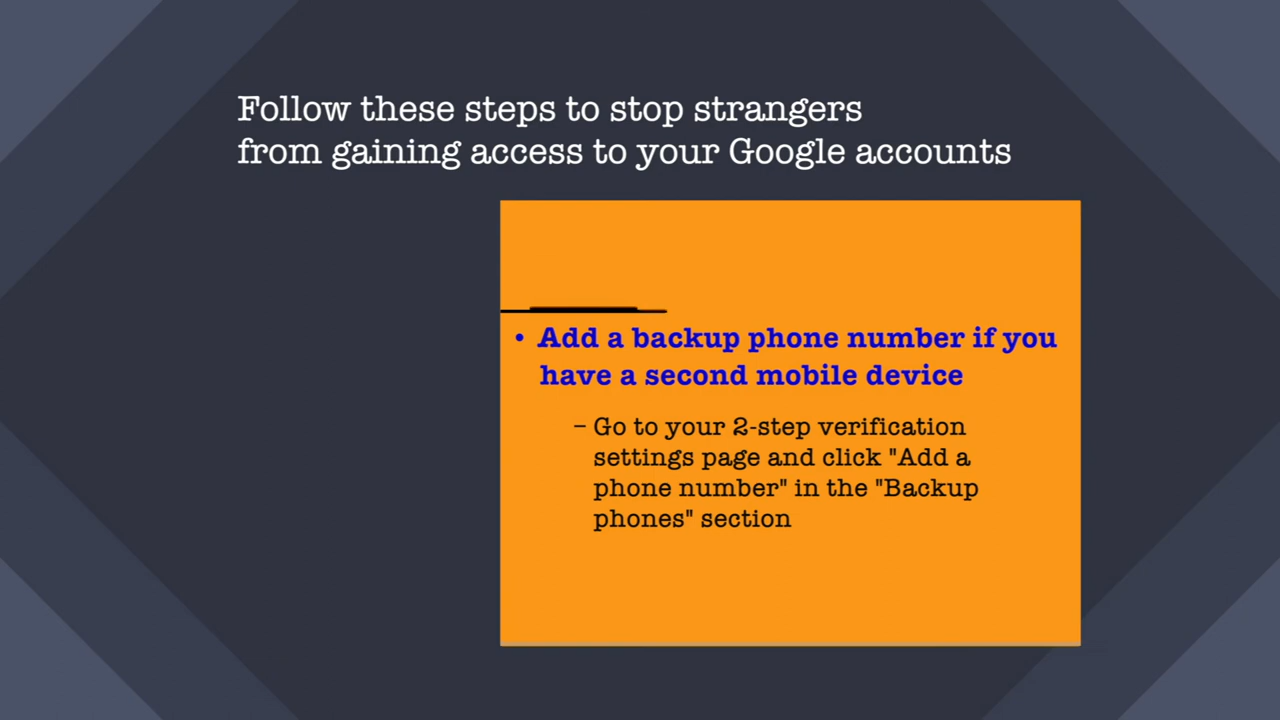 Follow these steps to stop strangers
from gaining access to your Google accounts
• Add a backup phone number if you
have a second mobile device
– Go to your 2-step verification
settings page and click "Add a
phone number" in the "Backup
phones" section